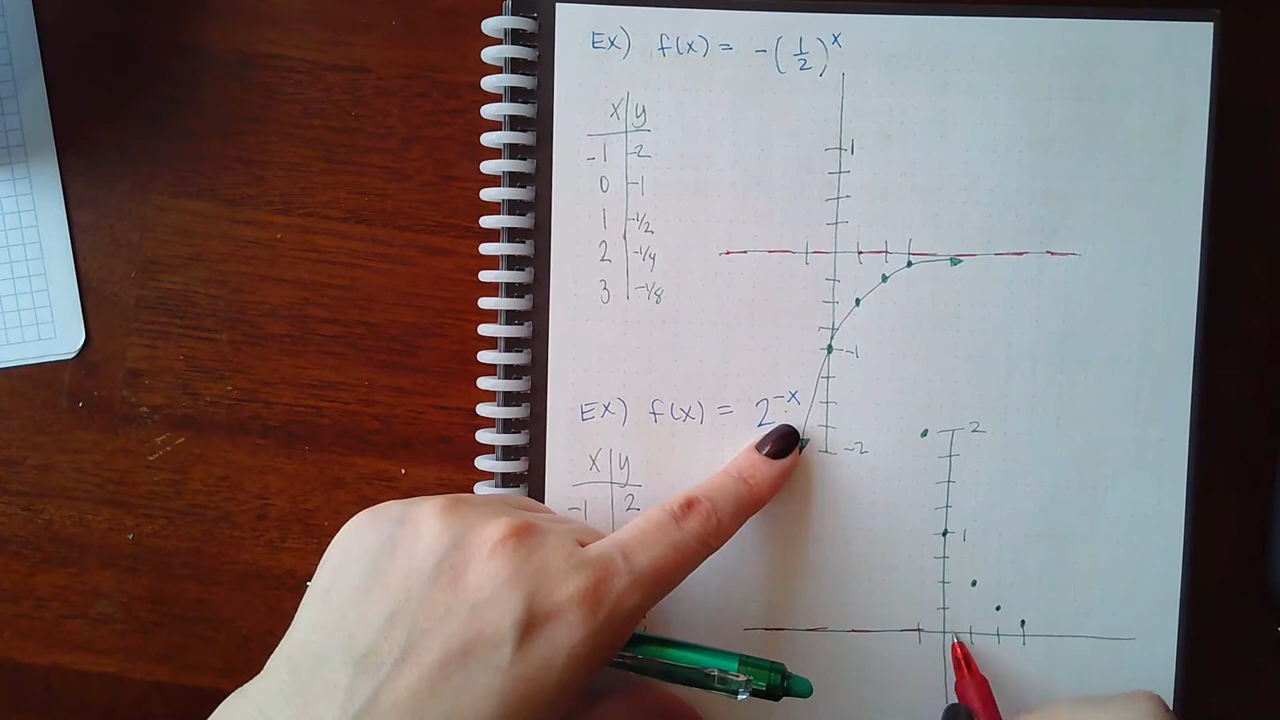 Ex) f(x) = -(1/2)^x
x y
-1 -2
0 -1
1 -1/2
2 -1/4
3 -1/8
1
-1
-2
Ex) f(x) = 2^-x
x y
-1 2
2
1